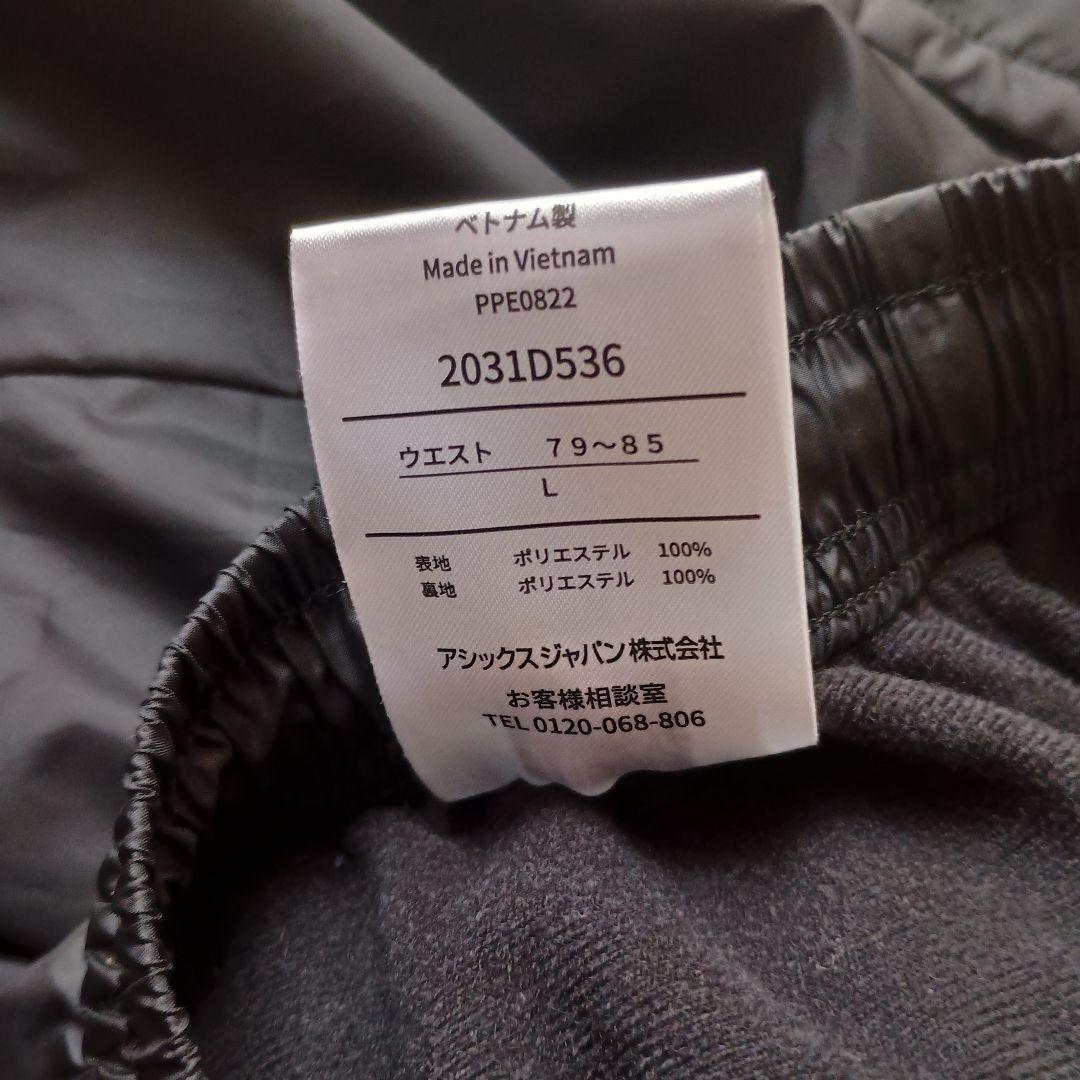 ベトナム製
Made in Vietnam
PPE0822
2031D536
ウエスト ７９～８５
L
表地 ポリエステル 100%
裏地 ポリエステル 100%
アシックスジャパン株式会社
お客様相談室
TEL 0120-068-806